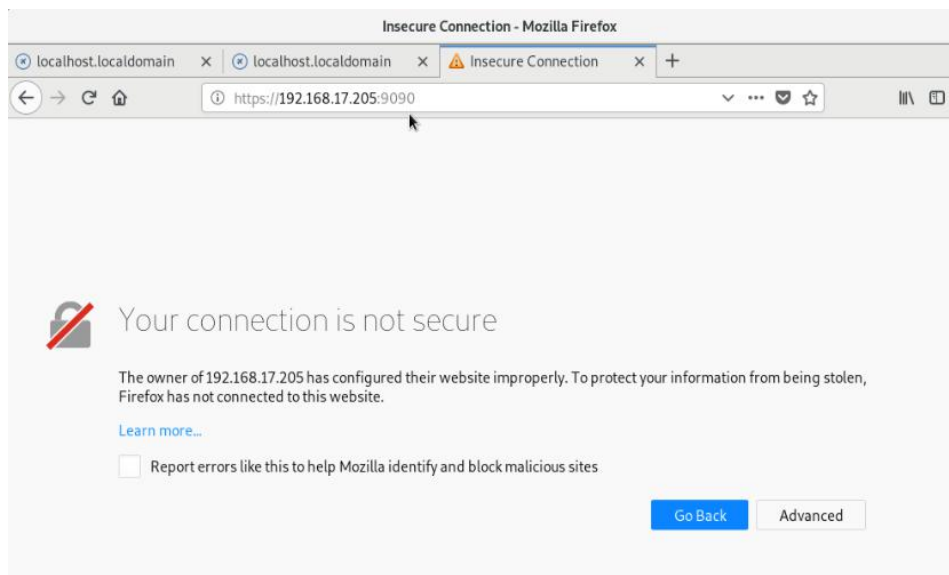 Insecure Connection - Mozilla Firefox
localhost.localdomain
localhost.localdomain
Insecure Connection
https://192.168.17.205:9090
Your connection is not secure
The owner of 192.168.17.205 has configured their website improperly. To protect your information from being stolen,
Firefox has not connected to this website.
Learn more...
Report errors like this to help Mozilla identify and block malicious sites
Go Back
Advanced